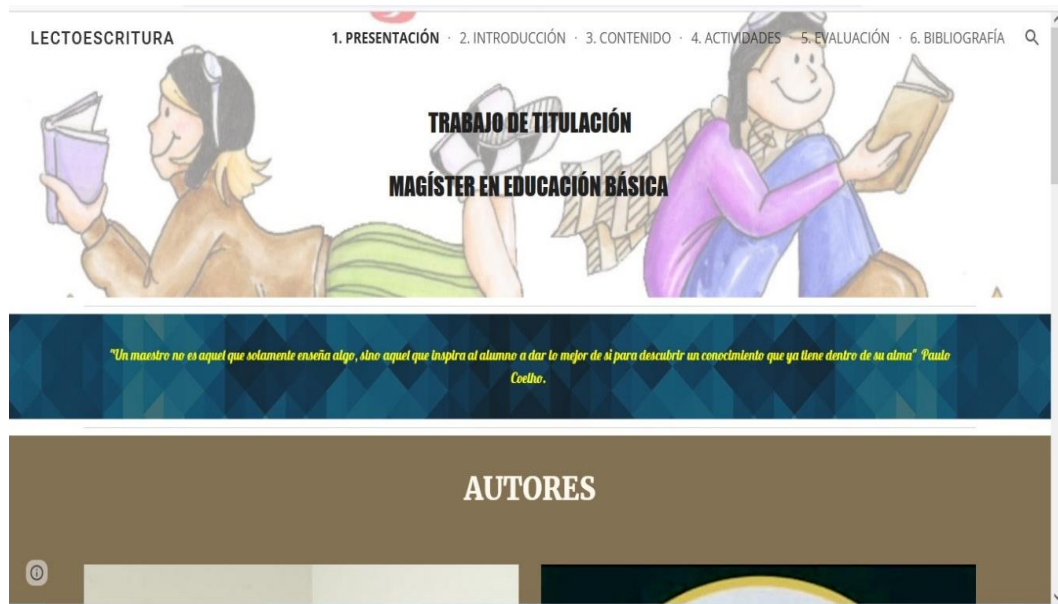 LECTOESCRITURA
1. PRESENTACIÓN · 2. INTRODUCCIÓN · 3. CONTENIDO · 4. ACTIVIDADES · 5. EVALUACIÓN · 6. BIBLIOGRAFÍA
TRABAJO DE TITULACIÓN
MAGÍSTER EN EDUCACIÓN BÁSICA
"Un maestro no es aquel que solamente enseña algo, sino aquel que inspira al alumno a dar lo mejor de si para descubrir un conocimiento que ya tiene dentro de su alma" Paulo
Coelho.
AUTORES